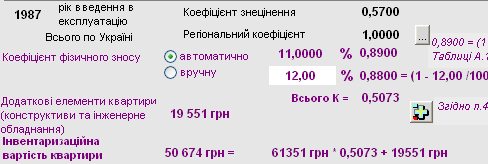 1987 рік введення в експлуатацію
Коефіцієнт знецінення 0,5700
Всього по Україні
Регіональний коефіцієнт 1,0000 ...
0,8900 = (1
Таблиці А.1
Коефіцієнт фізичного зносу автоматично 11,0000 % 0,8900
вручну 12,00 % 0,8800 = (1 - 12,00 /100
Всього К = 0,5073
Додаткові елементи квартири
(конструктиви та інженерне
обладнання)
19 551 грн
Згідно п.4
Інвентаризаційна
вартість квартири 50 674 = грн 61351 грн * 0,5073 + 19551 грн